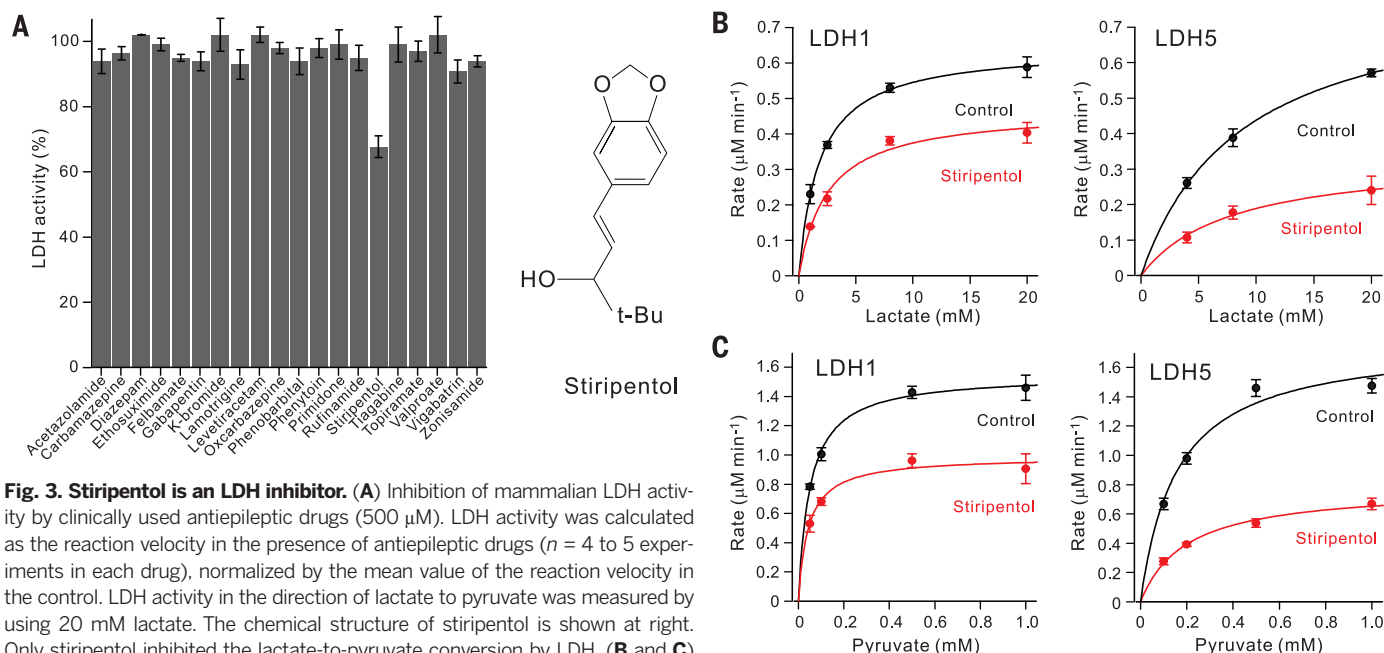 A
LDH activity (%)
100
80
60
40
20
0
Acetazolamide
Carbamazepine
Diazepam
Ethosuximide
Felbamate
Gabapentin
K-bromide
Lamotrigine
Levetiracetam
Oxcarbazepine
Phenobarbital
Phenytoin
Primidone
Rufinamide
Stiripentol
Tiagabine
Topiramate
Valproate
Vigabatrin
Zonisamide
O
O
HO
t-Bu
Stiripentol
Fig. 3. Stiripentol is an LDH inhibitor. (A) Inhibition of mammalian LDH activ-
ity by clinically used antiepileptic drugs (500 μM). LDH activity was calculated
as the reaction velocity in the presence of antiepileptic drugs (n = 4 to 5 exper-
iments in each drug), normalized by the mean value of the reaction velocity in
the control. LDH activity in the direction of lactate to pyruvate was measured by
using 20 mM lactate. The chemical structure of stiripentol is shown at right.
Only stiripentol inhibited the lactate-to-pyruvate conversion by LDH. (B and C)
B
LDH1
Rate (μM min⁻¹)
0.7
0.6
0.5
0.4
0.3
0.2
0.1
0
Control
Stiripentol
0 5 10 15 20
Lactate (mM)
LDH5
Rate (μM min⁻¹)
0.6
0.5
0.4
0.3
0.2
0.1
0
Control
Stiripentol
0 5 10 15 20
Lactate (mM)
C
LDH1
Rate (μM min⁻¹)
1.6
1.4
1.2
1.0
0.8
0.6
0.4
0.2
0
Control
Stiripentol
0 0.2 0.4 0.6 0.8 1.0
Pyruvate (mM)
LDH5
Rate (μM min⁻¹)
1.6
1.4
1.2
1.0
0.8
0.6
0.4
0.2
0
Control
Stiripentol
0 0.2 0.4 0.6 0.8 1.0
Pyruvate (mM)